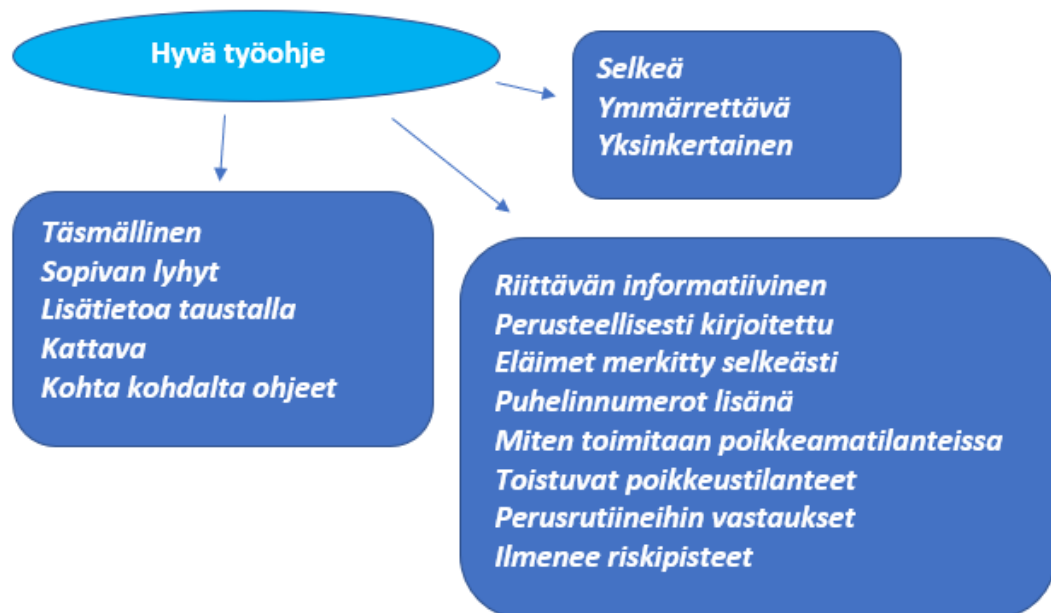 Hyvä työohje
Selkeä
Ymmärrettävä
Yksinkertainen
Täsmällinen
Sopivan lyhyt
Lisätietoa taustalla
Kattava
Kohta kohdalta ohjeet
Riittävän informatiivinen
Perusteellisesti kirjoitettu
Eläimet merkitty selkeästi
Puhelinnumerot lisänä
Miten toimitaan poikkeamatilanteissa
Toistuvat poikkeustilanteet
Perusrutiineihin vastaukset
Ilmenee riskipisteet